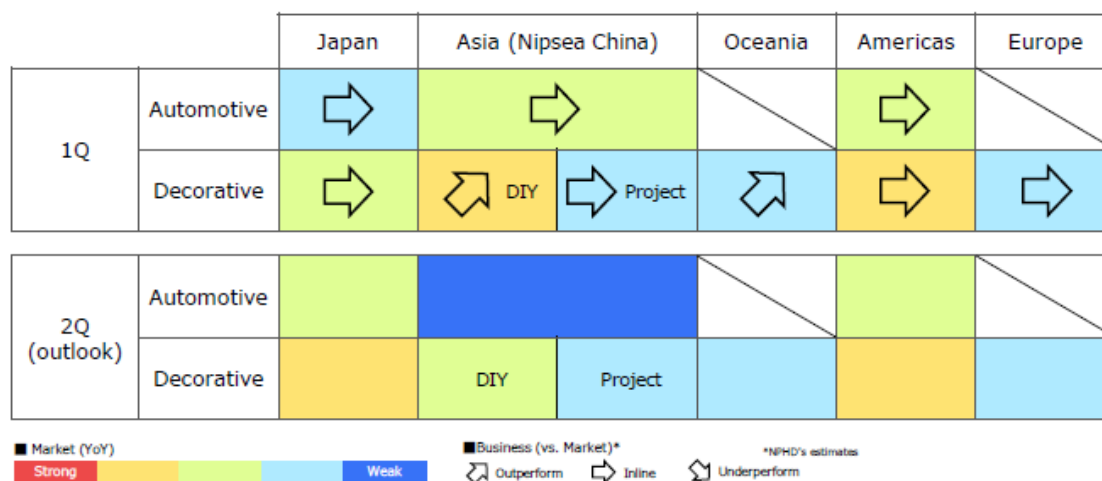 Japan Asia (Nipsea China) Oceania Americas Europe
1Q
Automotive
Decorative DIY Project
2Q
(outlook)
Automotive
Decorative DIY Project
■ Market (YoY) ■Business (vs. Market)* *NPHD's estimates
Strong Weak Outperform Inline Underperform